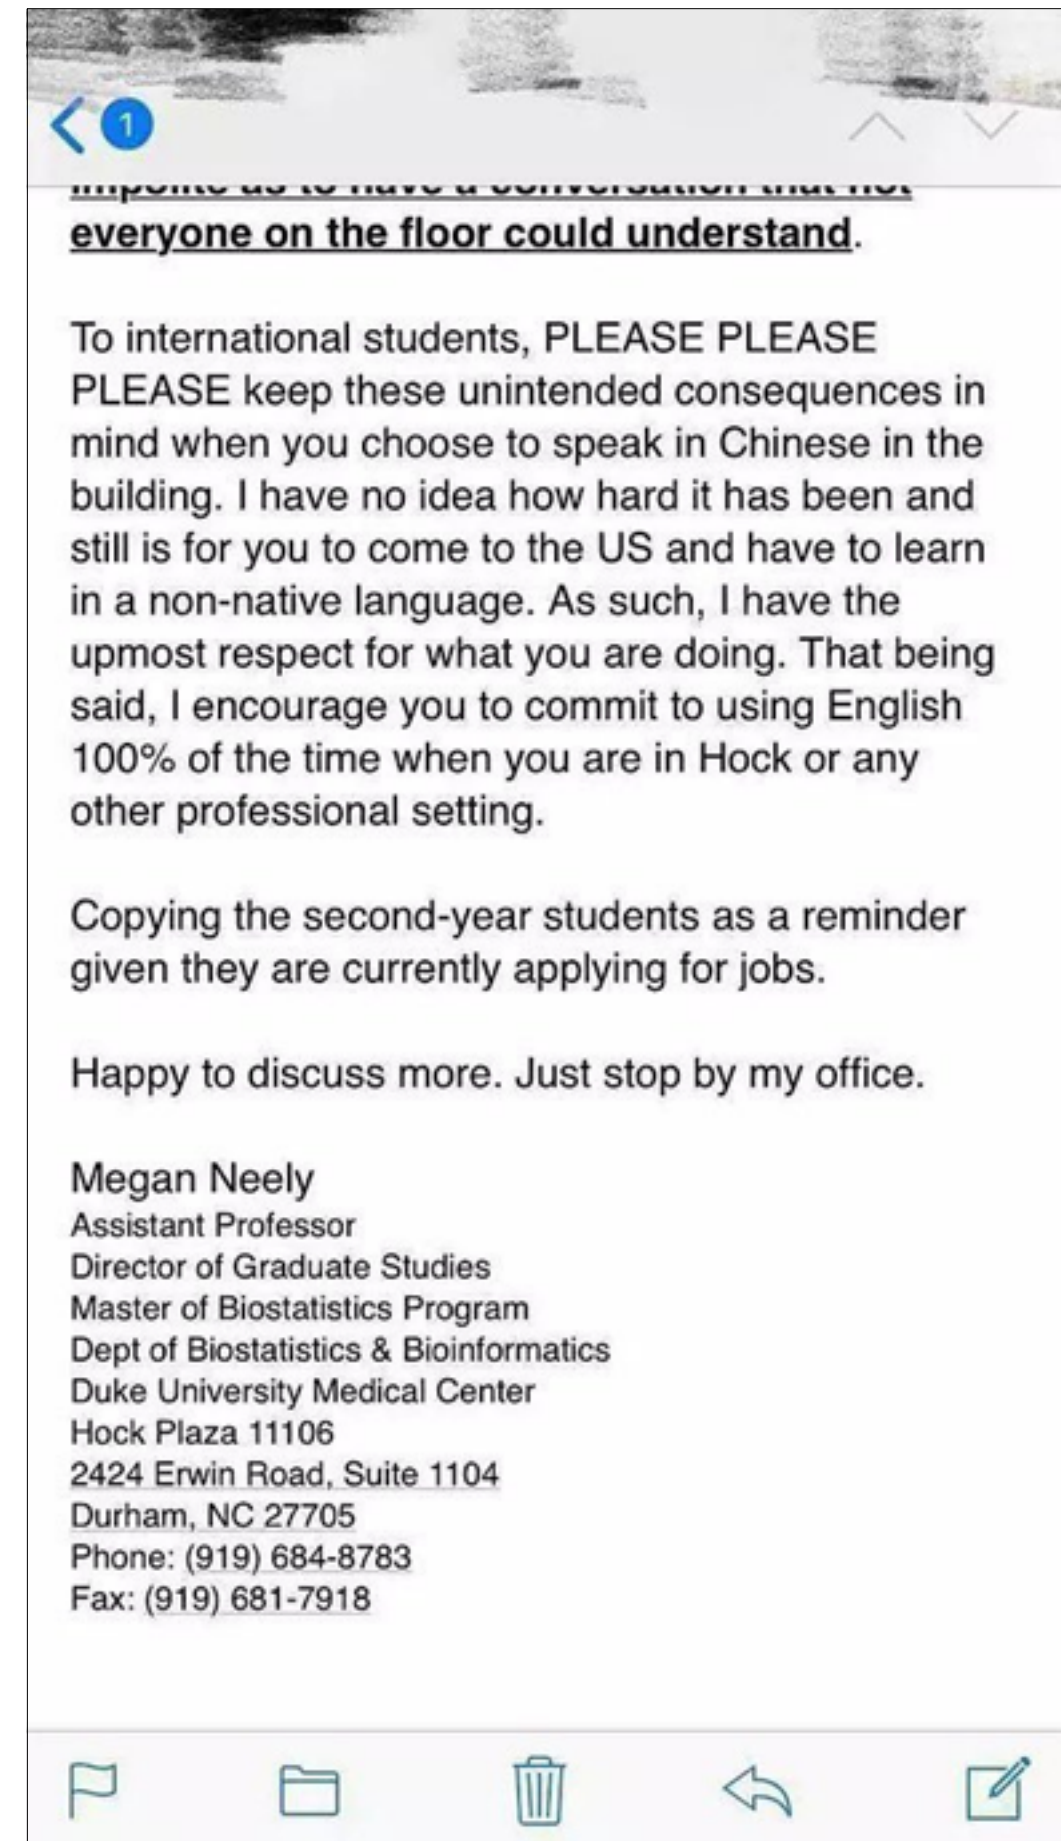 1
impolite as to have a conversation that not
everyone on the floor could understand.
To international students, PLEASE PLEASE
PLEASE keep these unintended consequences in
mind when you choose to speak in Chinese in the
building. I have no idea how hard it has been and
still is for you to come to the US and have to learn
in a non-native language. As such, I have the
upmost respect for what you are doing. That being
said, I encourage you to commit to using English
100% of the time when you are in Hock or any
other professional setting.
Copying the second-year students as a reminder
given they are currently applying for jobs.
Happy to discuss more. Just stop by my office.
Megan Neely
Assistant Professor
Director of Graduate Studies
Master of Biostatistics Program
Dept of Biostatistics & Bioinformatics
Duke University Medical Center
Hock Plaza 11106
2424 Erwin Road, Suite 1104
Durham, NC 27705
Phone: (919) 684-8783
Fax: (919) 681-7918